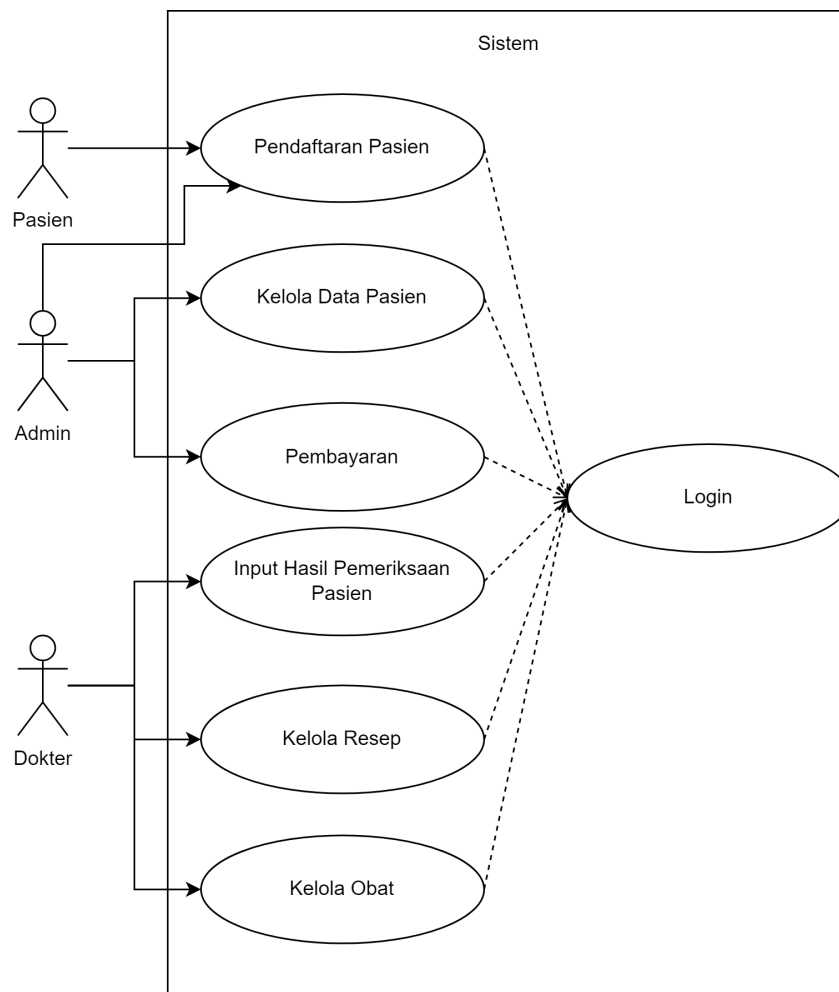 Sistem
Pendaftaran Pasien
Pasien
Kelola Data Pasien
Admin
Pembayaran
Login
Input Hasil Pemeriksaan
Pasien
Kelola Resep
Dokter
Kelola Obat